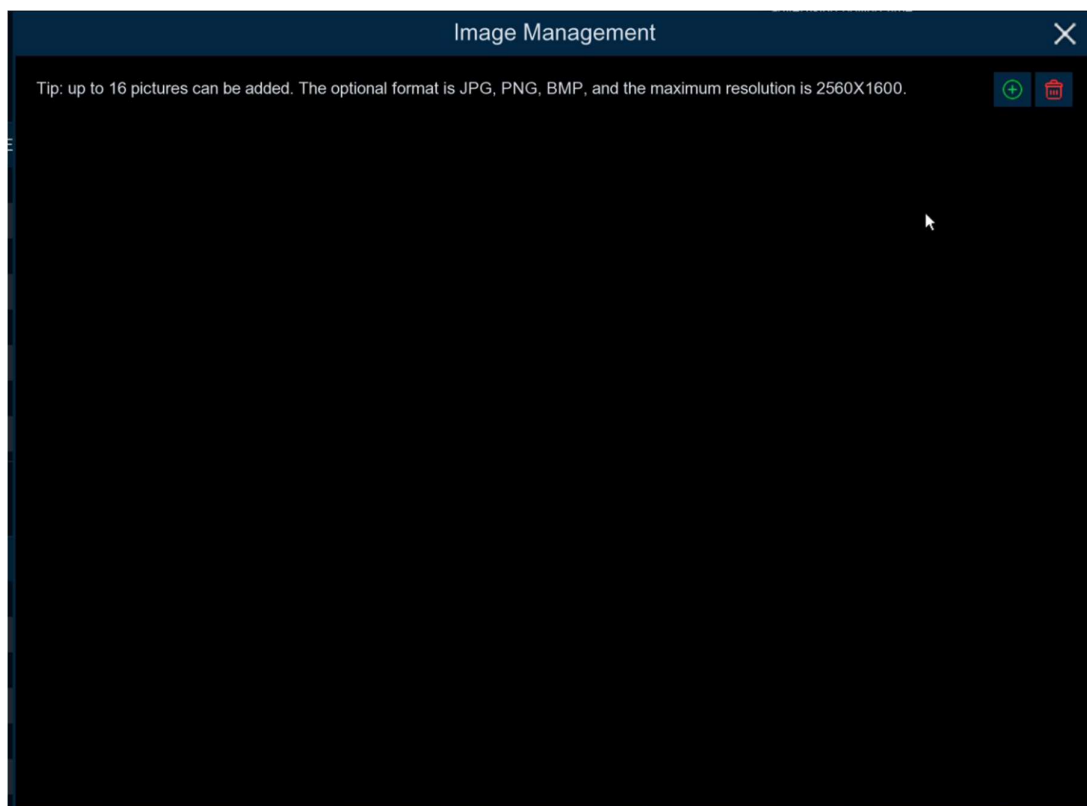 Image Management
Tip: up to 16 pictures can be added. The optional format is JPG, PNG, BMP, and the maximum resolution is 2560X1600.
E